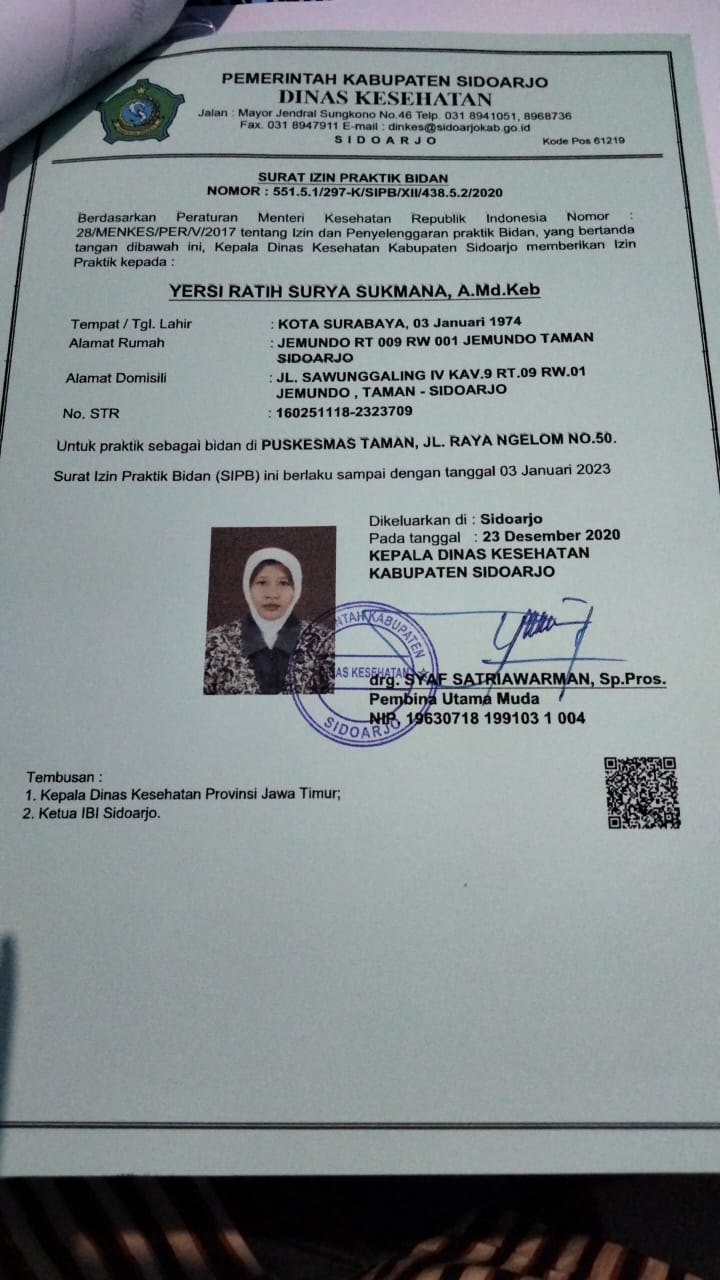 PEMERINTAH KABUPATEN SIDOARJO
DINAS KESEHATAN
Jalan : Mayor Jendral Sungkono No.46 Telp. 031 8941051, 8968736
Fax. 031 8947911 E-mail : dinkes@sidoarjokab.go.id
S I D O A R J O
Kode Pos 61219
SURAT IZIN PRAKTIK BIDAN
NOMOR : 551.5.1/297-K/SIPB/XII/438.5.2/2020
Berdasarkan Peraturan Menteri Kesehatan Republik Indonesia Nomor :
28/MENKES/PER/V/2017 tentang Izin dan Penyelenggaran praktik Bidan, yang bertanda
tangan dibawah ini, Kepala Dinas Kesehatan Kabupaten Sidoarjo memberikan Izin
Praktik kepada :
YERSI RATIH SURYA SUKMANA, A.Md.Keb
Tempat / Tgl. Lahir : KOTA SURABAYA, 03 Januari 1974
Alamat Rumah : JEMUNDO RT 009 RW 001 JEMUNDO TAMAN
SIDOARJO
Alamat Domisili : JL. SAWUNGGALING IV KAV.9 RT.09 RW.01
JEMUNDO , TAMAN - SIDOARJO
No. STR : 160251118-2323709
Untuk praktik sebagai bidan di PUSKESMAS TAMAN, JL. RAYA NGELOM NO.50.
Surat Izin Praktik Bidan (SIPB) ini berlaku sampai dengan tanggal 03 Januari 2023
Dikeluarkan di : Sidoarjo
Pada tanggal : 23 Desember 2020
KEPALA DINAS KESEHATAN
KABUPATEN SIDOARJO
NTAH KABUPATEN
AS KESEHATAN
SIDOARJO
drg. SYAF SATRIAWARMAN, Sp.Pros.
Pembina Utama Muda
NIP. 19630718 199103 1 004
Tembusan :
1. Kepala Dinas Kesehatan Provinsi Jawa Timur;
2. Ketua IBI Sidoarjo.